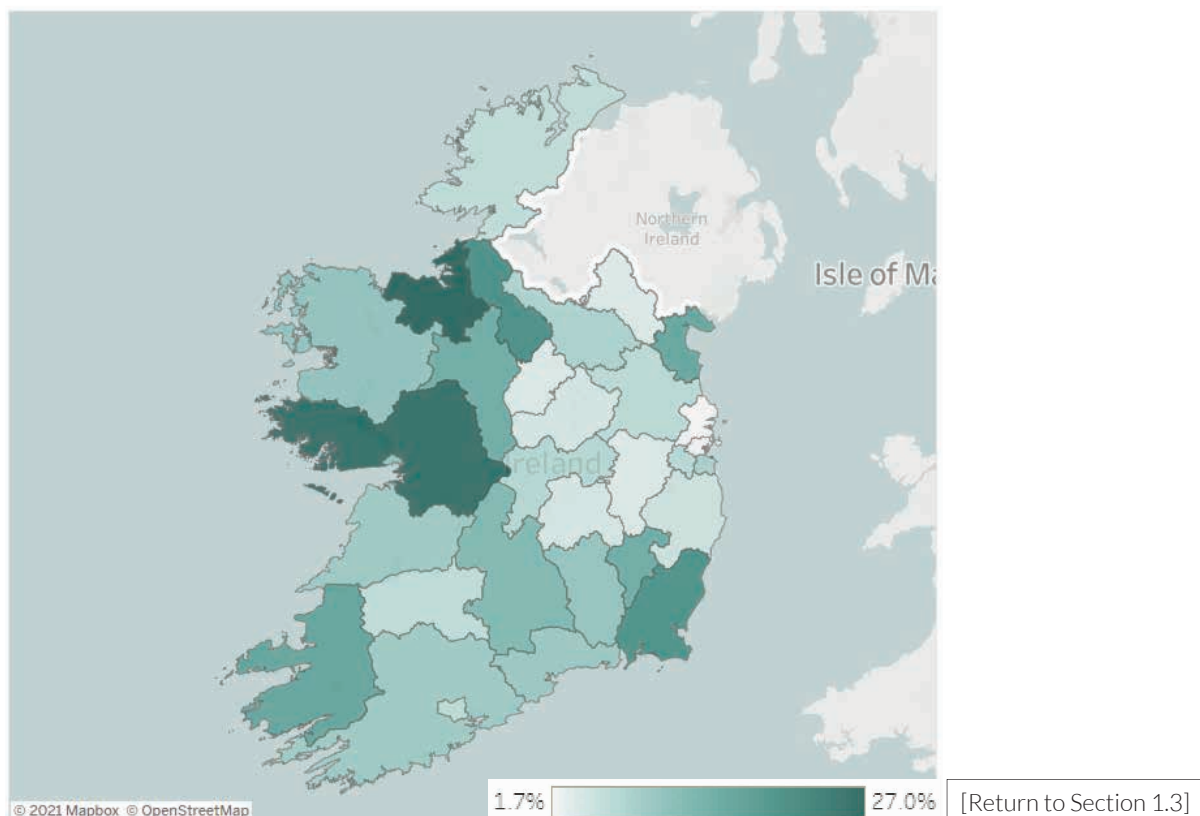 Northern
Ireland
Isle of Ma
Ireland
1.7%
27.0%
[Return to Section 1.3]
© 2021 Mapbox © OpenStreetMap